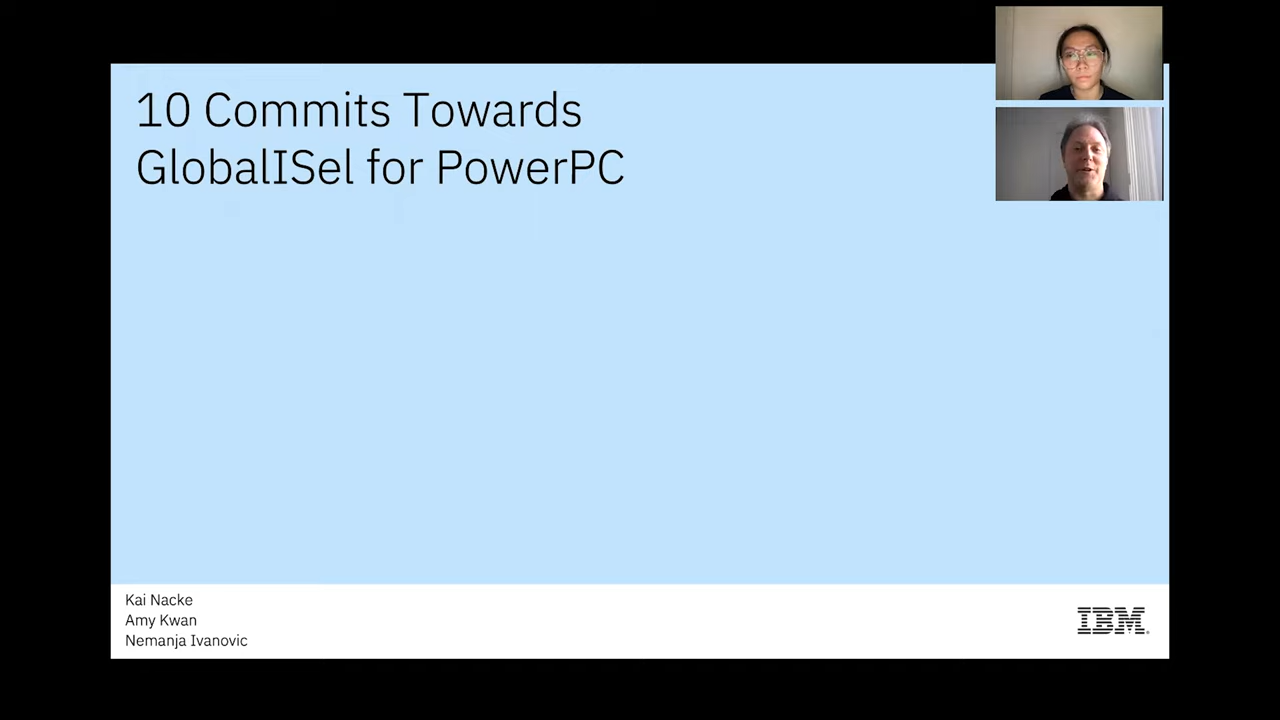 10 Commits Towards
GlobalISel for PowerPC
Kai Nacke
Amy Kwan
Nemanja Ivanovic
IBM®